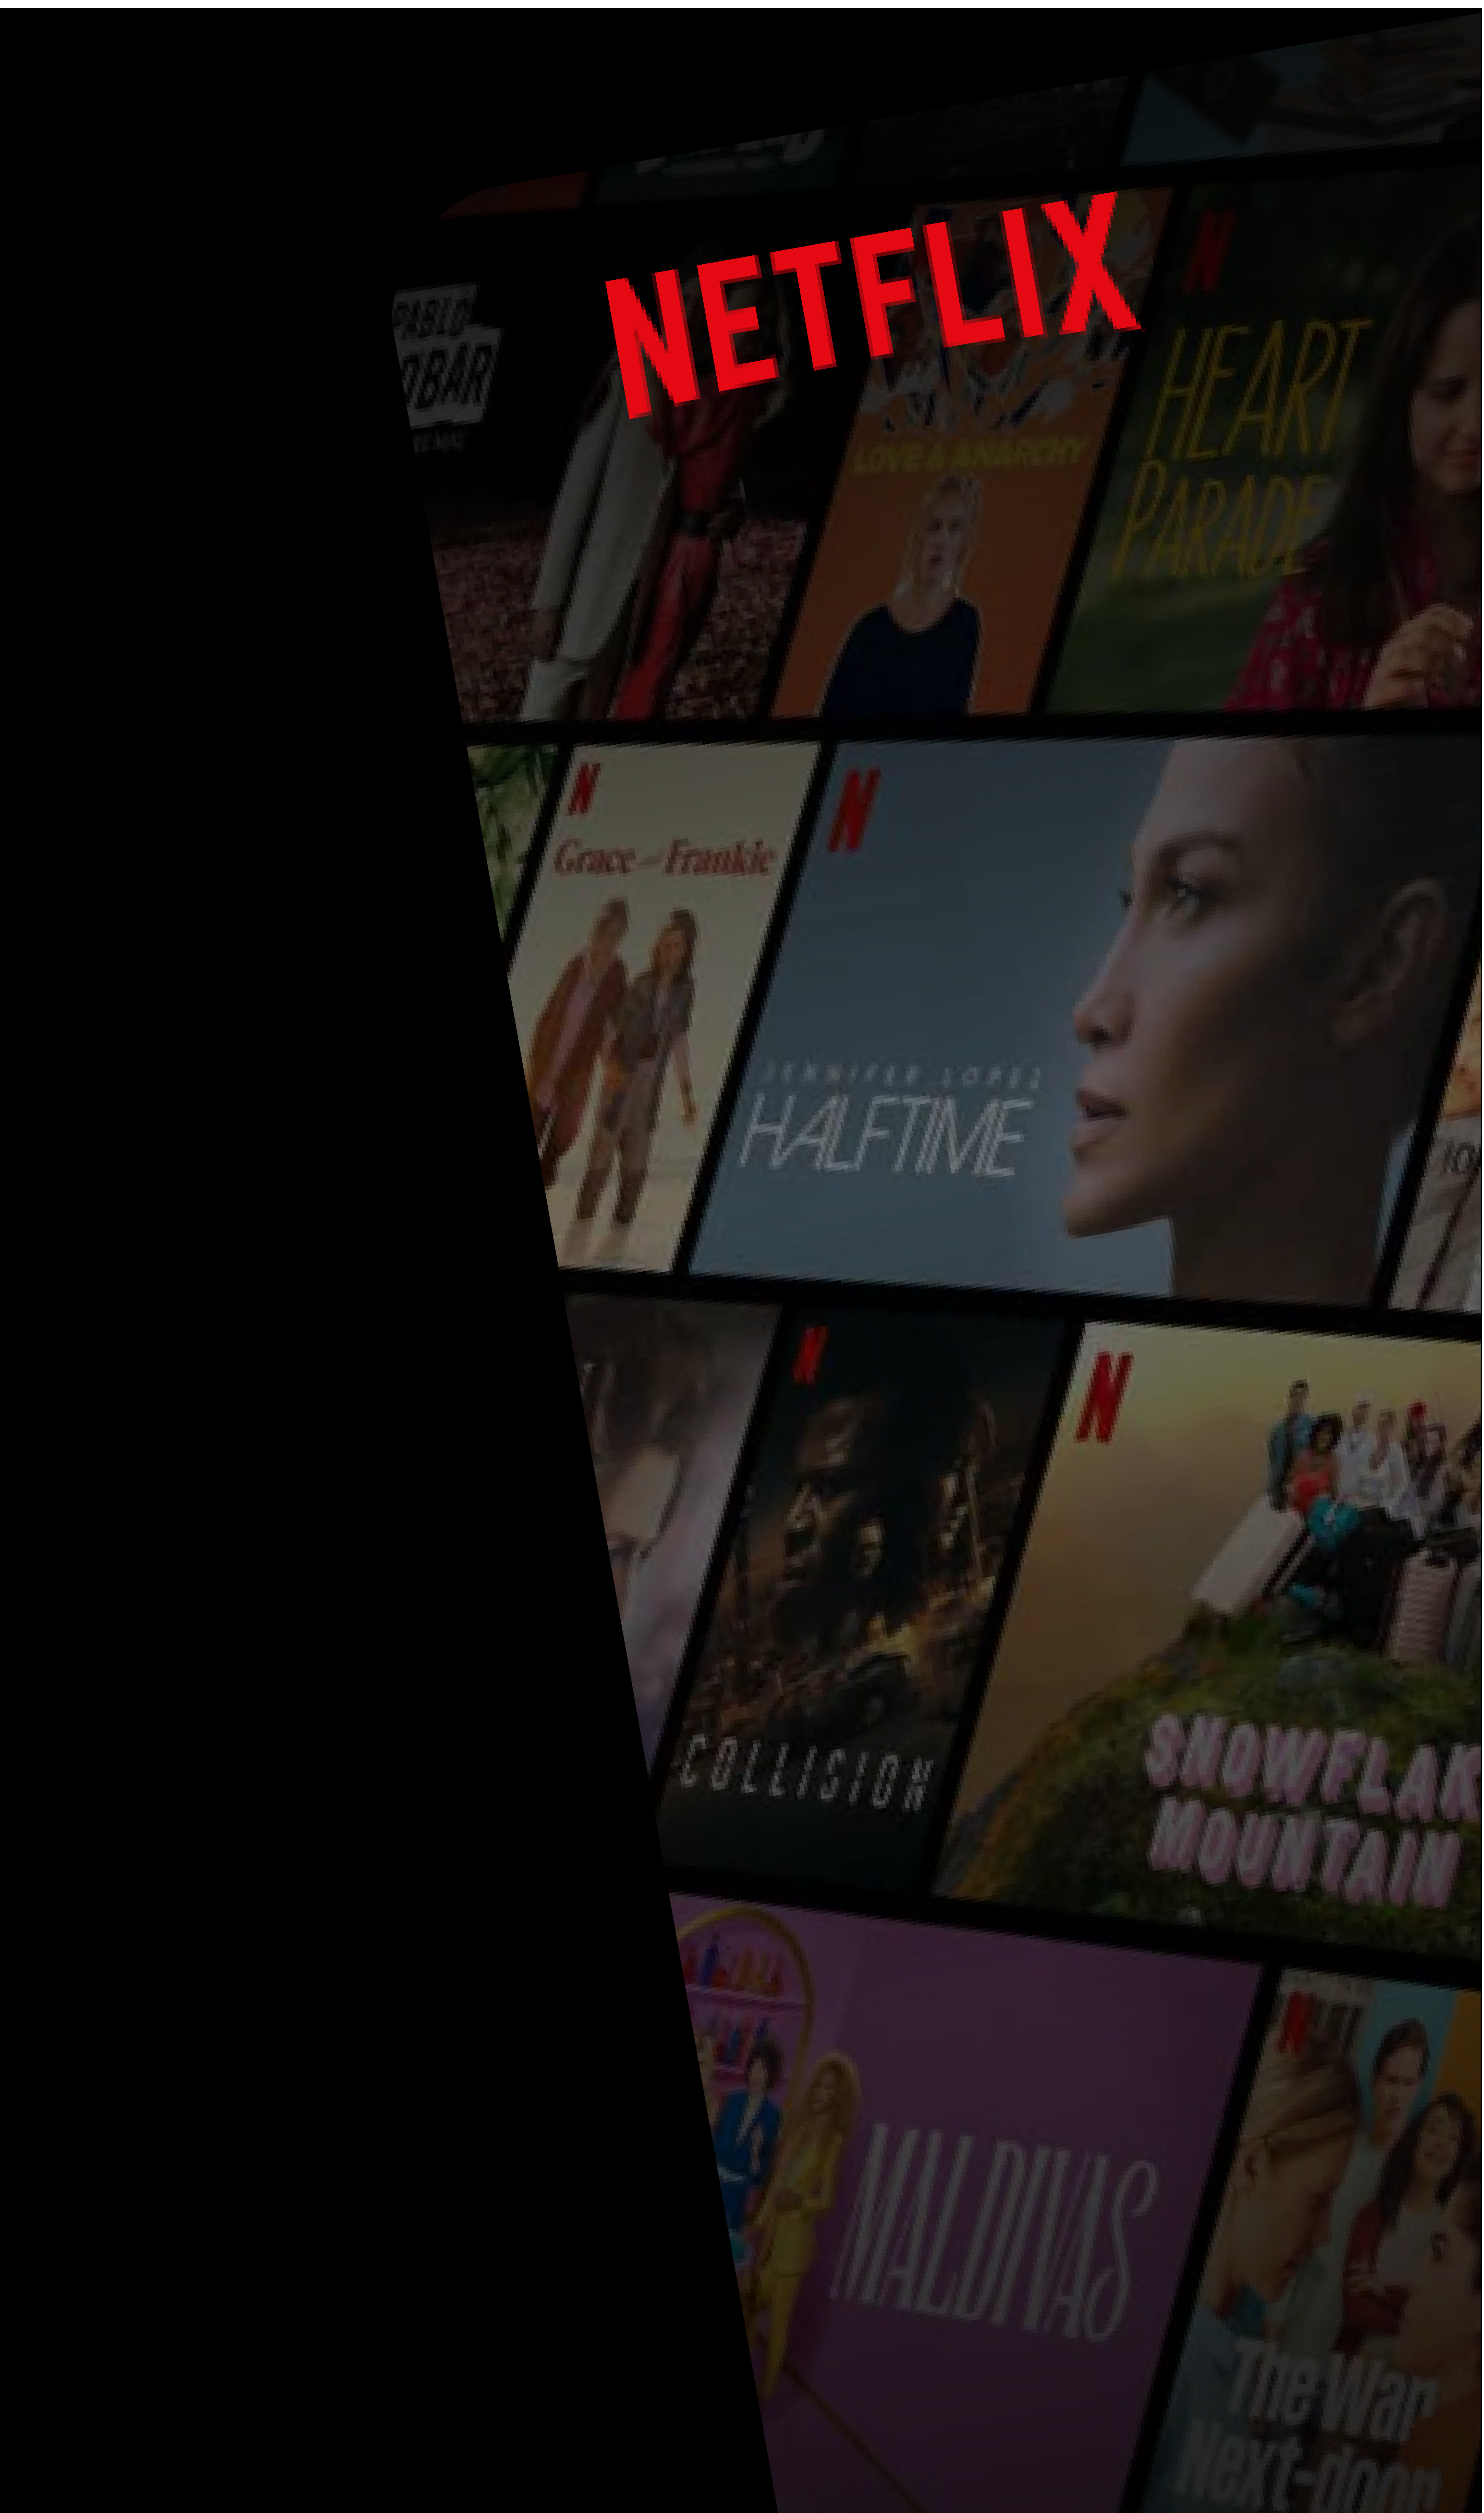 NETFLIX
PABLO
OBAR
LOVE & ANARCHY
N
HEART
PARADE
N
Grace and Frankie
N
JENNIFER LOPEZ
HALFTIME
N
COLLISION
N
SNOWFLAK
MOUNTAIN
MALDIVAS
N
The War
Next-door